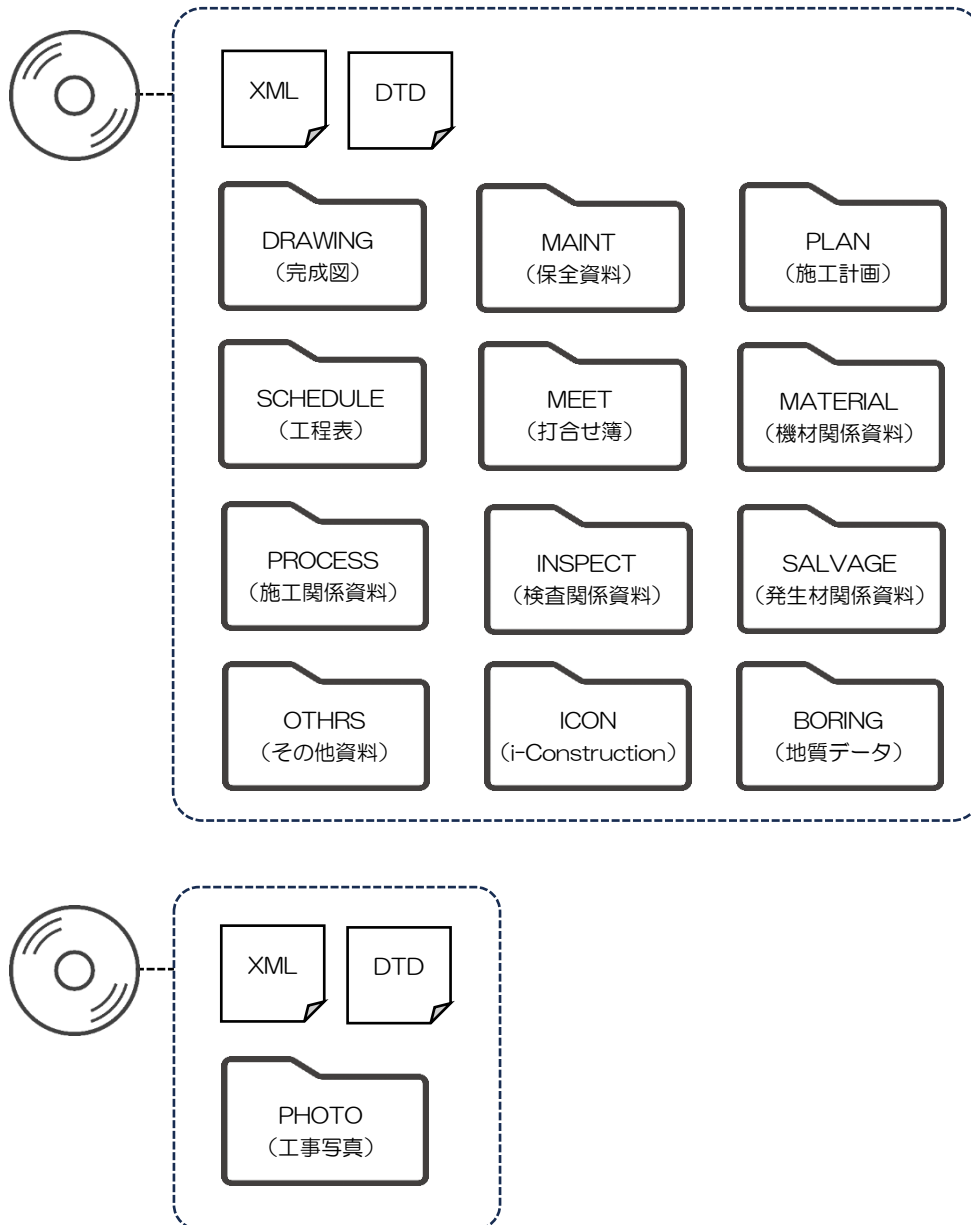 XML
DTD
DRAWING
（完成図）
MAINT
（保全資料）
PLAN
（施工計画）
SCHEDULE
（工程表）
MEET
（打合せ簿）
MATERIAL
（機材関係資料）
PROCESS
（施工関係資料）
INSPECT
（検査関係資料）
SALVAGE
（発生材関係資料）
OTHRS
（その他資料）
ICON
（i-Construction）
BORING
（地質データ）
XML
DTD
PHOTO
（工事写真）